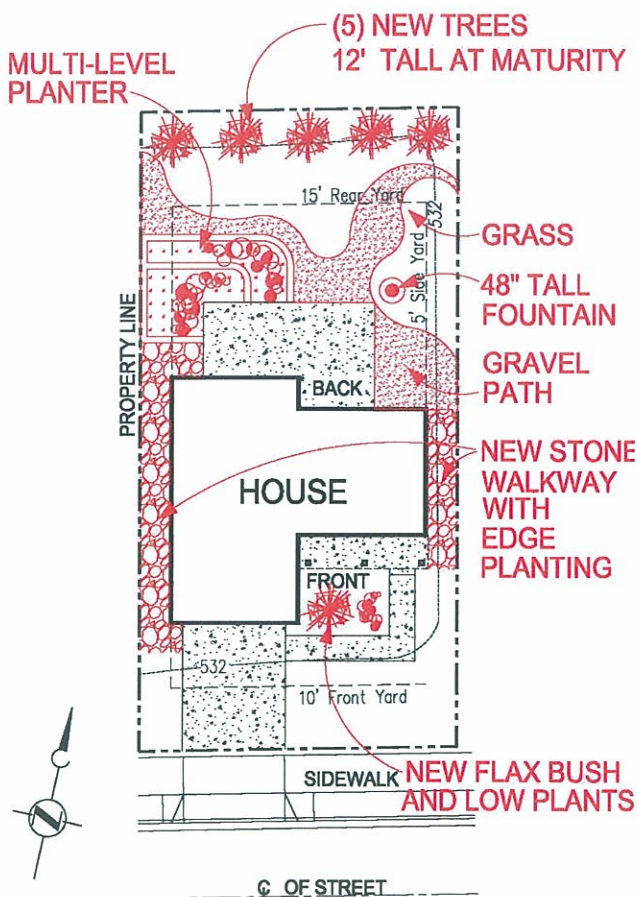 (5) NEW TREES
12' TALL AT MATURITY
MULTI-LEVEL
PLANTER
15' Rear Yard
532
5' Side Yard
GRASS
48" TALL
FOUNTAIN
PROPERTY LINE
GRAVEL
PATH
BACK
HOUSE
NEW STONE
WALKWAY
WITH
EDGE
PLANTING
FRONT
532
10' Front Yard
SIDEWALK
NEW FLAX BUSH
AND LOW PLANTS
N
℄ OF STREET